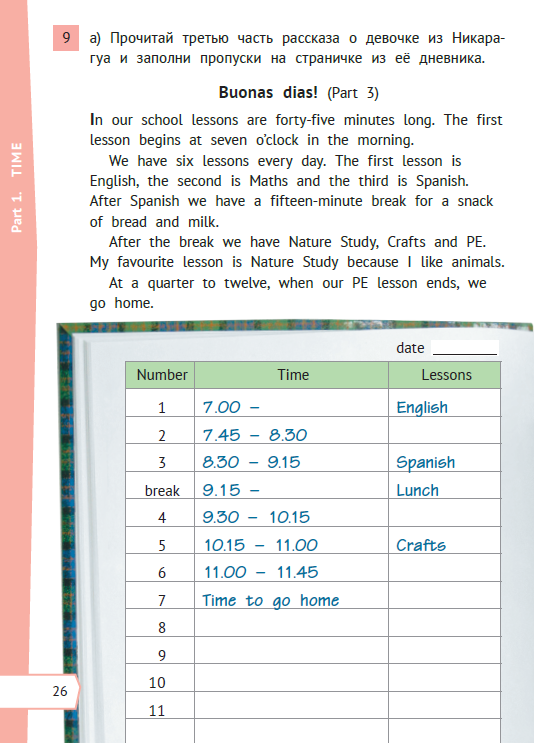 9 а) Прочитай третью часть рассказа о девочке из Никара-
гуа и заполни пропуски на страничке из её дневника.
Buonas dias! (Part 3)
In our school lessons are forty-five minutes long. The first
lesson begins at seven o'clock in the morning.
We have six lessons every day. The first lesson is
English, the second is Maths and the third is Spanish.
After Spanish we have a fifteen-minute break for a snack
of bread and milk.
After the break we have Nature Study, Crafts and PE.
My favourite lesson is Nature Study because I like animals.
At a quarter to twelve, when our PE lesson ends, we
go home.
Part 1. TIME
date ________
Number Time Lessons
1 7.00 – English
2 7.45 – 8.30
3 8.30 – 9.15 Spanish
break 9.15 – Lunch
4 9.30 – 10.15
5 10.15 – 11.00 Crafts
6 11.00 – 11.45
7 Time to go home
8
9
10
11
26